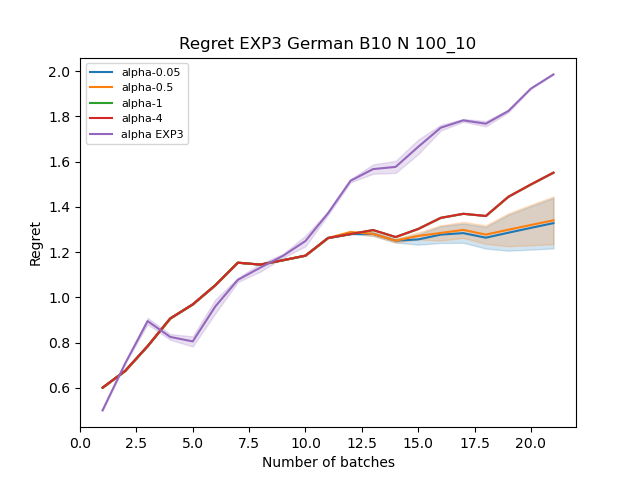 Regret EXP3 German B10 N 100_10
alpha-0.05
alpha-0.5
alpha-1
alpha-4
alpha EXP3
2.0
1.8
1.6
1.4
1.2
1.0
0.8
0.6
Regret
0.0 2.5 5.0 7.5 10.0 12.5 15.0 17.5 20.0
Number of batches